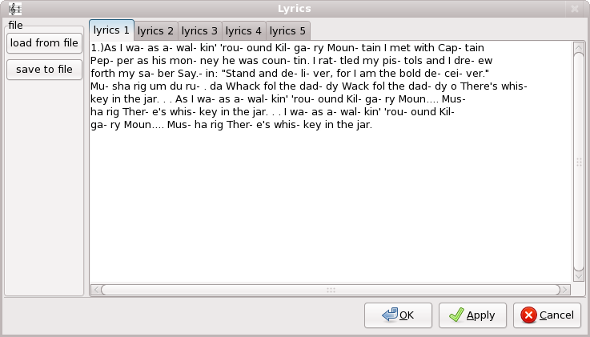 Lyrics
file
load from file
save to file
lyrics 1 lyrics 2 lyrics 3 lyrics 4 lyrics 5
1.)As I wa- as a- wal- kin' 'rou- ound Kil- ga- ry Moun- tain I met with Cap- tain
Pep- per as his mon- ney he was coun- tin. I rat- tled my pis- tols and I dre- ew
forth my sa- ber Say.- in: "Stand and de- li- ver, for I am the bold de- cei- ver."
Mu- sha rig um du ru- . da Whack fol the dad- dy Wack fol the dad- dy o There's whis-
key in the jar. . . As I wa- as a- wal- kin' 'rou- ound Kil- ga- ry Moun.... Mus-
ha rig Ther- e's whis- key in the jar. . . I wa- as a- wal- kin' 'rou- ound Kil-
ga- ry Moun.... Mus- ha rig Ther- e's whis- key in the jar.
OK Apply Cancel